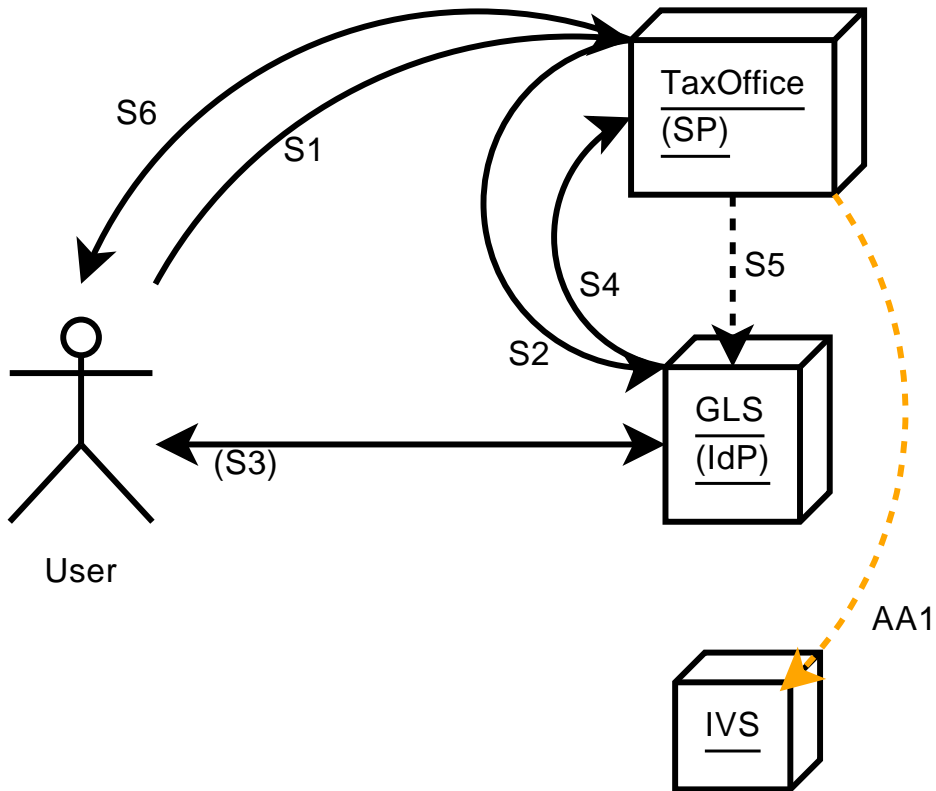 TaxOffice
(SP)
S6
S1
S5
S4
S2
GLS
(IdP)
(S3)
User
AA1
IVS